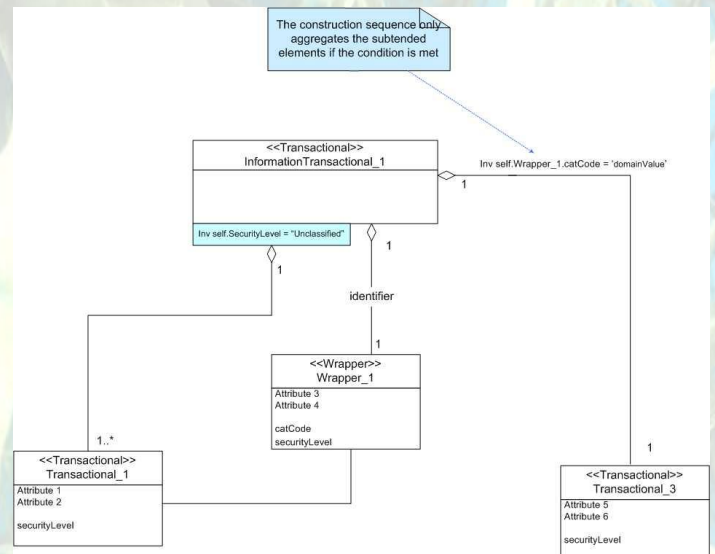 The construction sequence only
aggregates the subtended
elements if the condition is met
<<Transactional>>
InformationTransactional_1
Inv self.Wrapper_1.catCode = 'domainValue'
1
Inv self.SecurityLevel = "Unclassified"
1
1
identifier
1
<<Wrapper>>
Wrapper_1
Attribute 3
Attribute 4
catCode
securityLevel
1..*
<<Transactional>>
Transactional_1
Attribute 1
Attribute 2
securityLevel
1
<<Transactional>>
Transactional_3
Attribute 5
Attribute 6
securityLevel